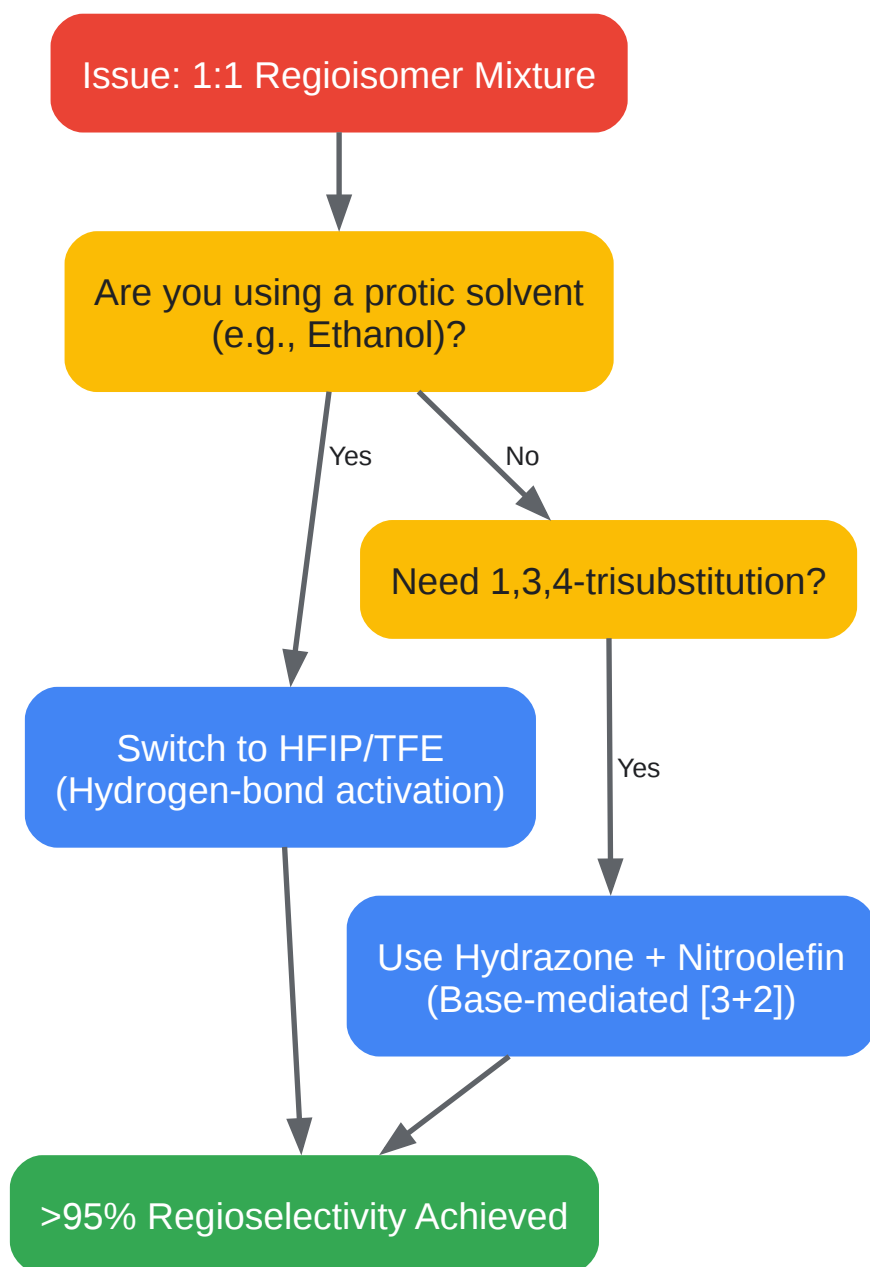 Issue: 1:1 Regioisomer Mixture
Are you using a protic solvent
(e.g., Ethanol)?
Yes
No
Need 1,3,4-trisubstitution?
Switch to HFIP/TFE
(Hydrogen-bond activation)
Yes
Use Hydrazone + Nitroolefin
(Base-mediated [3+2])
>95% Regioselectivity Achieved